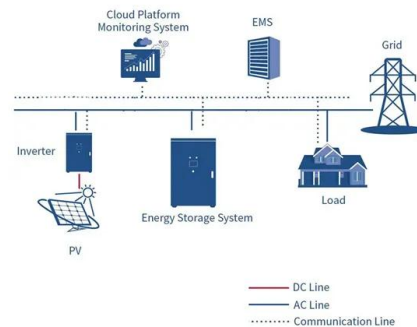 Cloud Platform
Monitoring System
EMS
Grid
Inverter
Energy Storage System
Load
PV
DC Line
AC Line
Communication Line